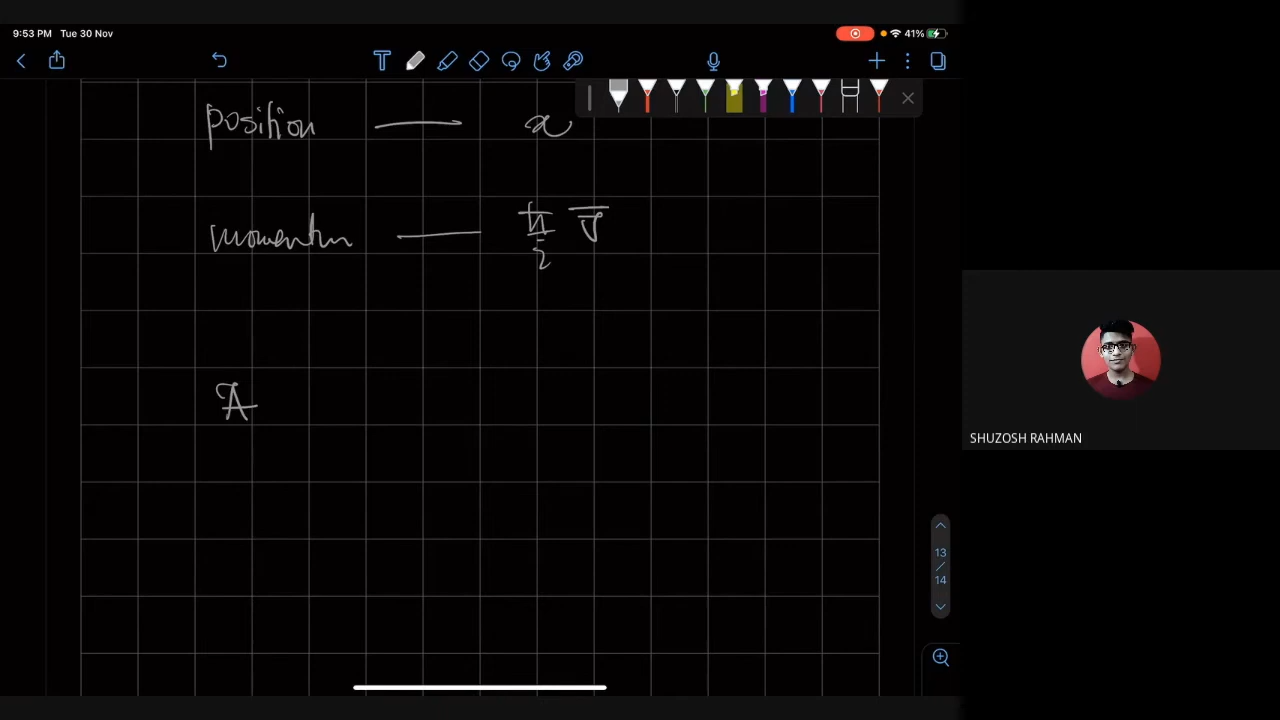 9:53 PM Tue 30 Nov 41%
T
position — x
momentum — ħ/i ∇
A
13
/
14
SHUZOSH RAHMAN